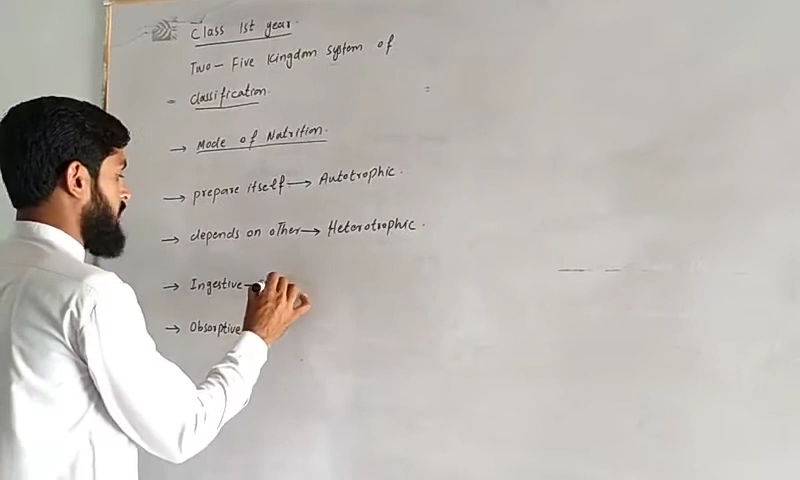 Class 1st year.
Two - Five Kingdom system of
= classification.
→ Mode of Nutrition.
→ prepare itself → Autotrophic.
→ depends on other → Heterotrophic.
→ Ingestive
→ Obsorptive